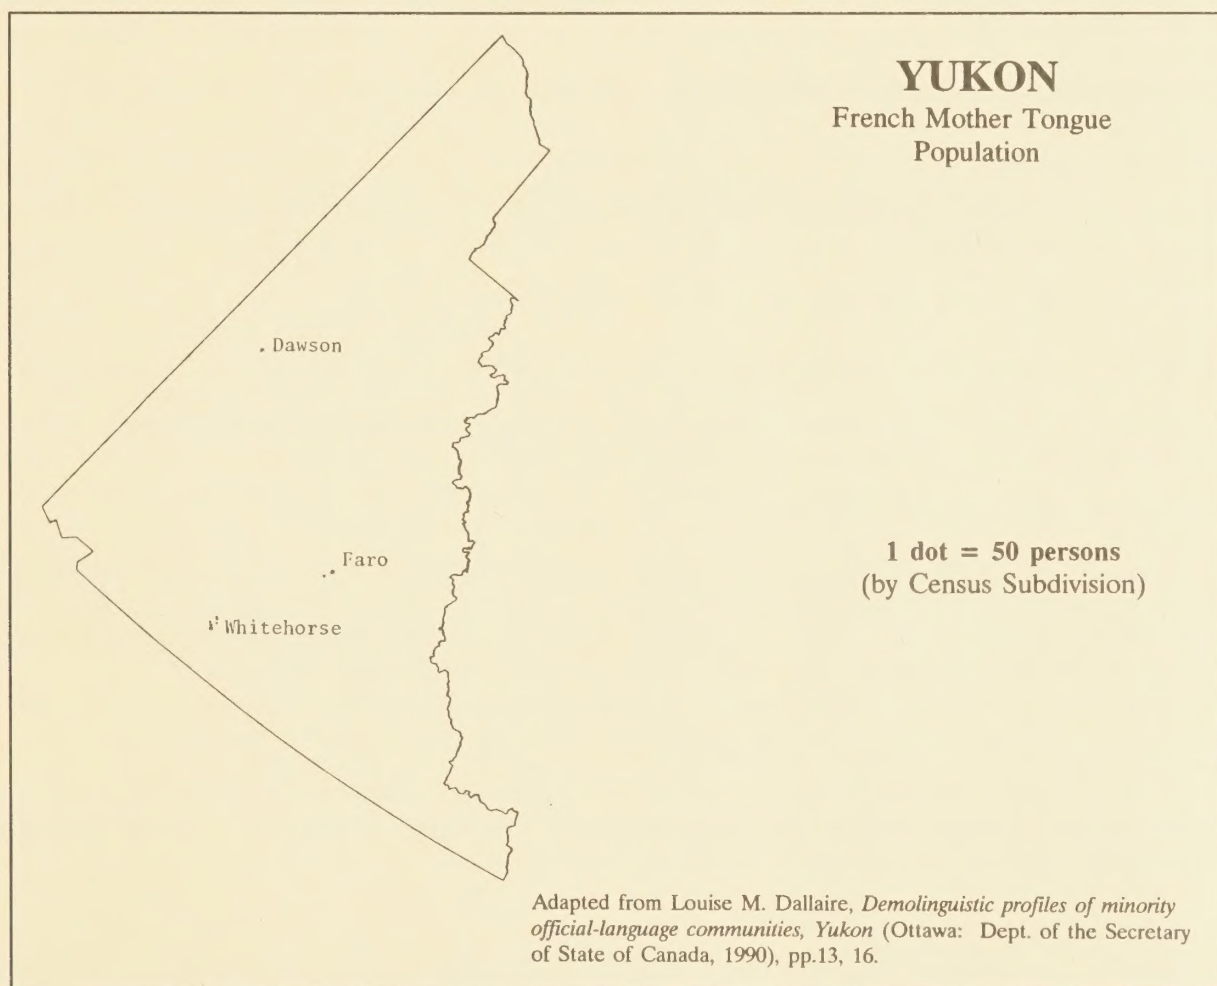 YUKON
French Mother Tongue
Population
Dawson
1 dot = 50 persons
(by Census Subdivision)
Faro
Whitehorse
Adapted from Louise M. Dallaire, Demolinguistic profiles of minority
official-language communities, Yukon (Ottawa: Dept. of the Secretary
of State of Canada, 1990), pp.13, 16.